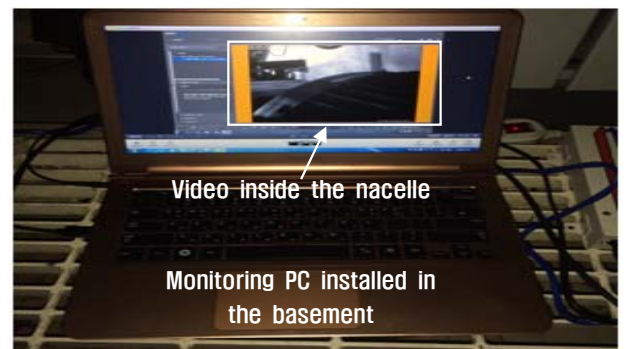 Video inside the nacelle
Monitoring PC installed in
the basement